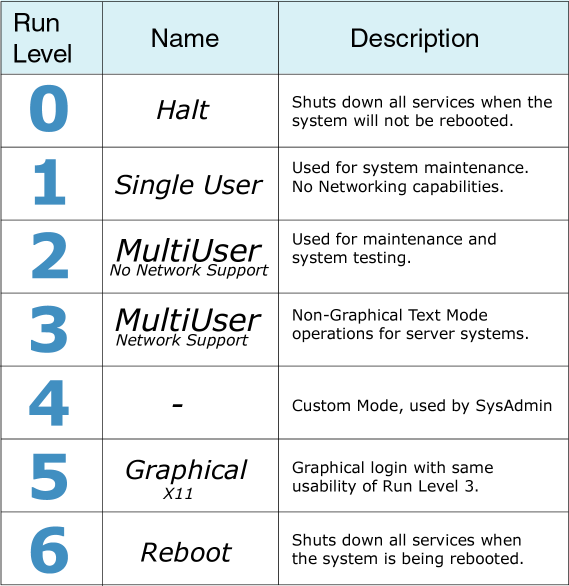 Run
Level
Name
Description
0
Halt
Shuts down all services when the
system will not be rebooted.
1
Single User
Used for system maintenance.
No Networking capabilities.
2
MultiUser
No Network Support
Used for maintenance and
system testing.
3
MultiUser
Network Support
Non-Graphical Text Mode
operations for server systems.
4
-
Custom Mode, used by SysAdmin
5
Graphical
X11
Graphical login with same
usability of Run Level 3.
6
Reboot
Shuts down all services when
the system is being rebooted.